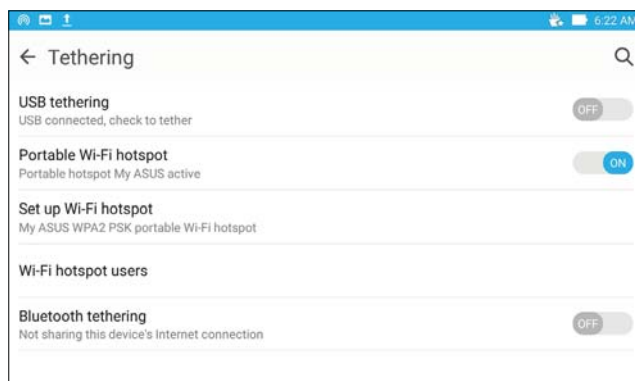 6:22 AM
Tethering
USB tethering
OFF
USB connected, check to tether
Portable Wi-Fi hotspot
ON
Portable hotspot My ASUS active
Set up Wi-Fi hotspot
My ASUS WPA2 PSK portable Wi-Fi hotspot
Wi-Fi hotspot users
Bluetooth tethering
OFF
Not sharing this device's Internet connection